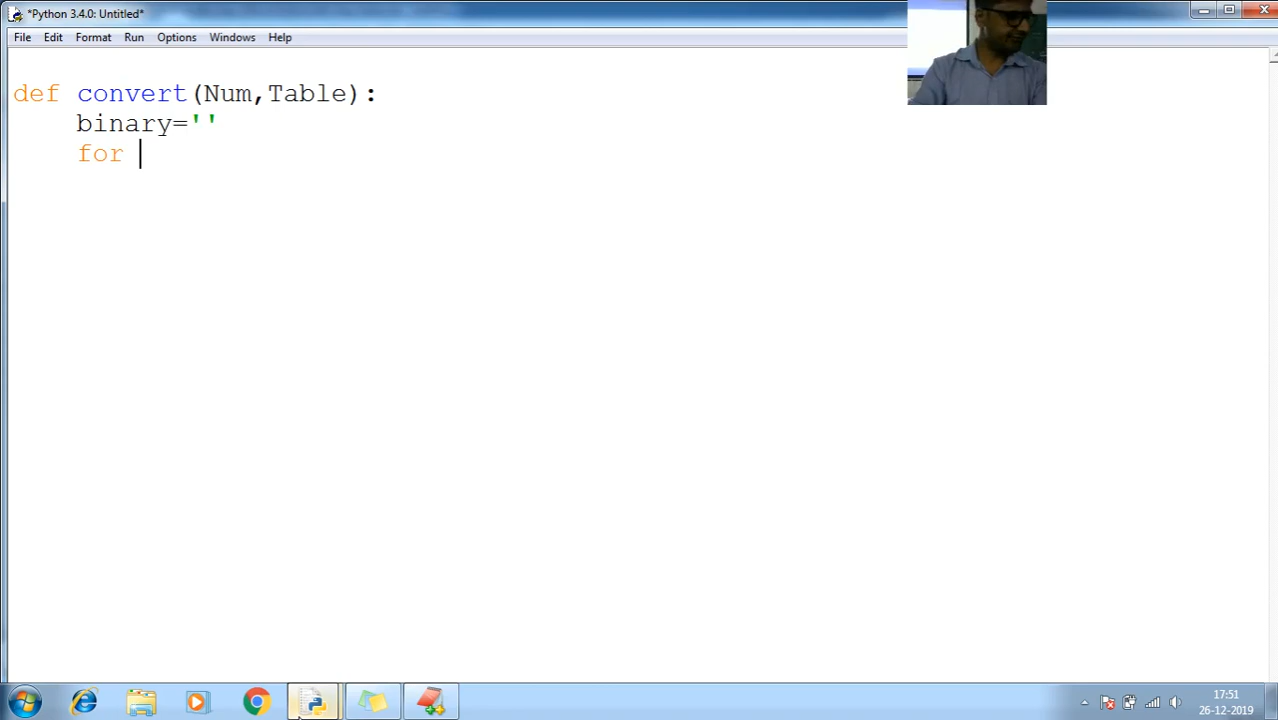 *Python 3.4.0: Untitled*
File Edit Format Run Options Windows Help
def convert(Num,Table):
binary=''
for
17:51
26-12-2019